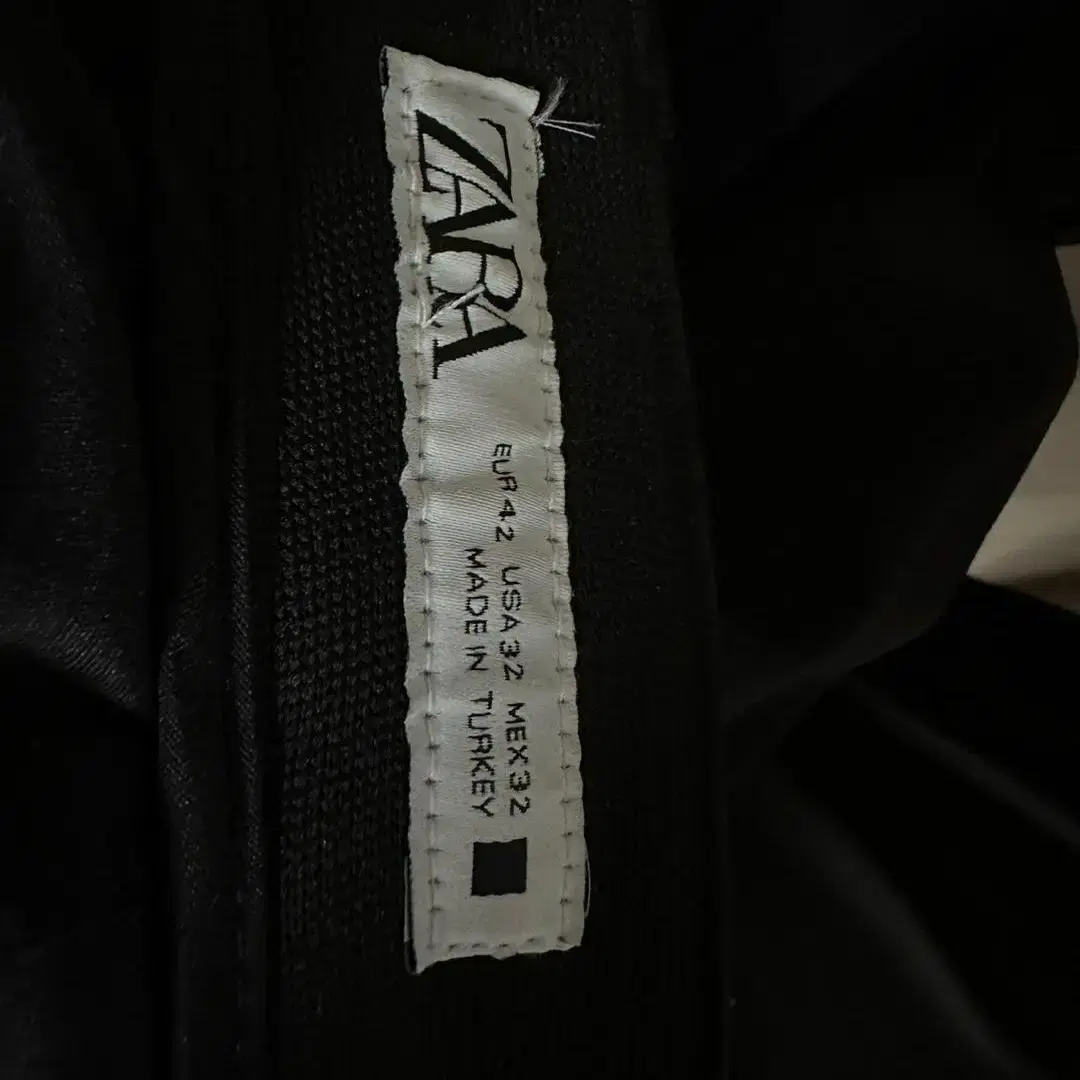 ZARA
EUR 42 USA 32 MEX 32
MADE IN TURKEY